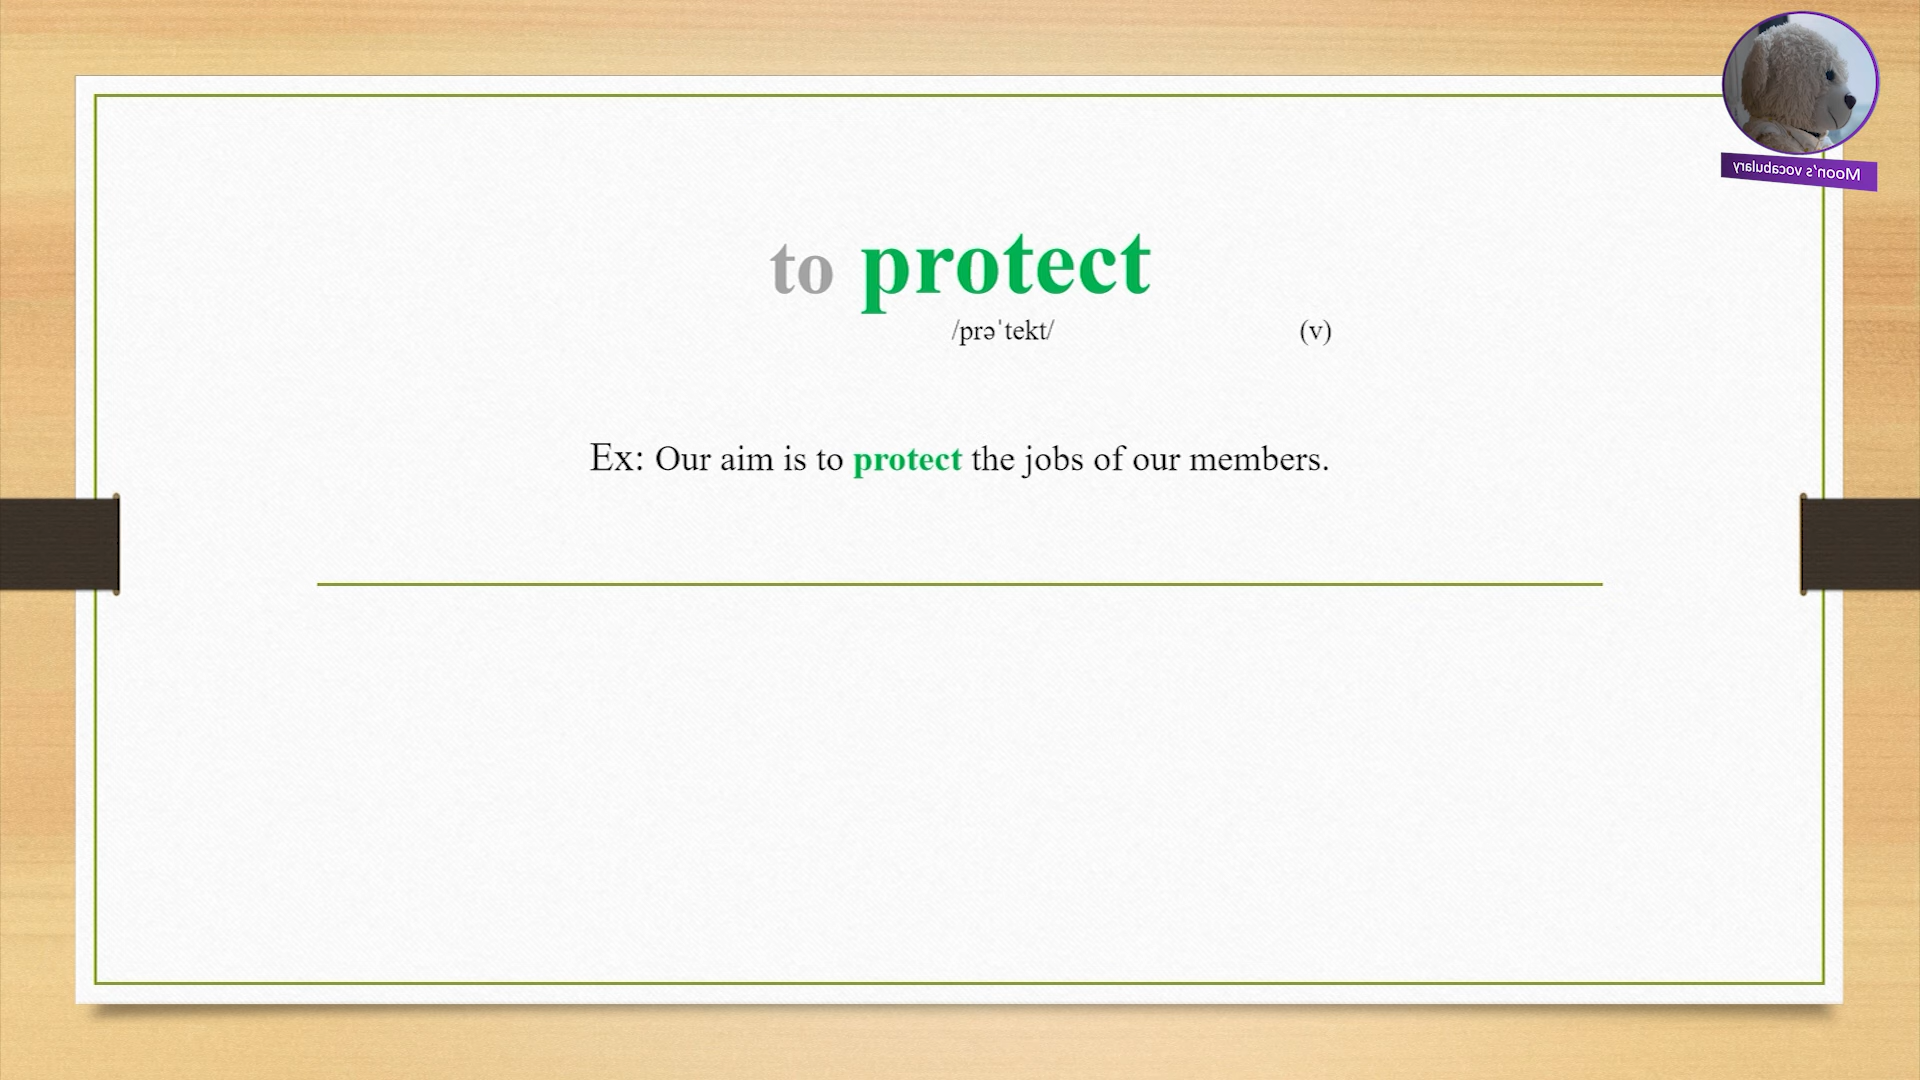 Moon's vocabulary
to protect
/prəˈtekt/ (v)
Ex: Our aim is to protect the jobs of our members.